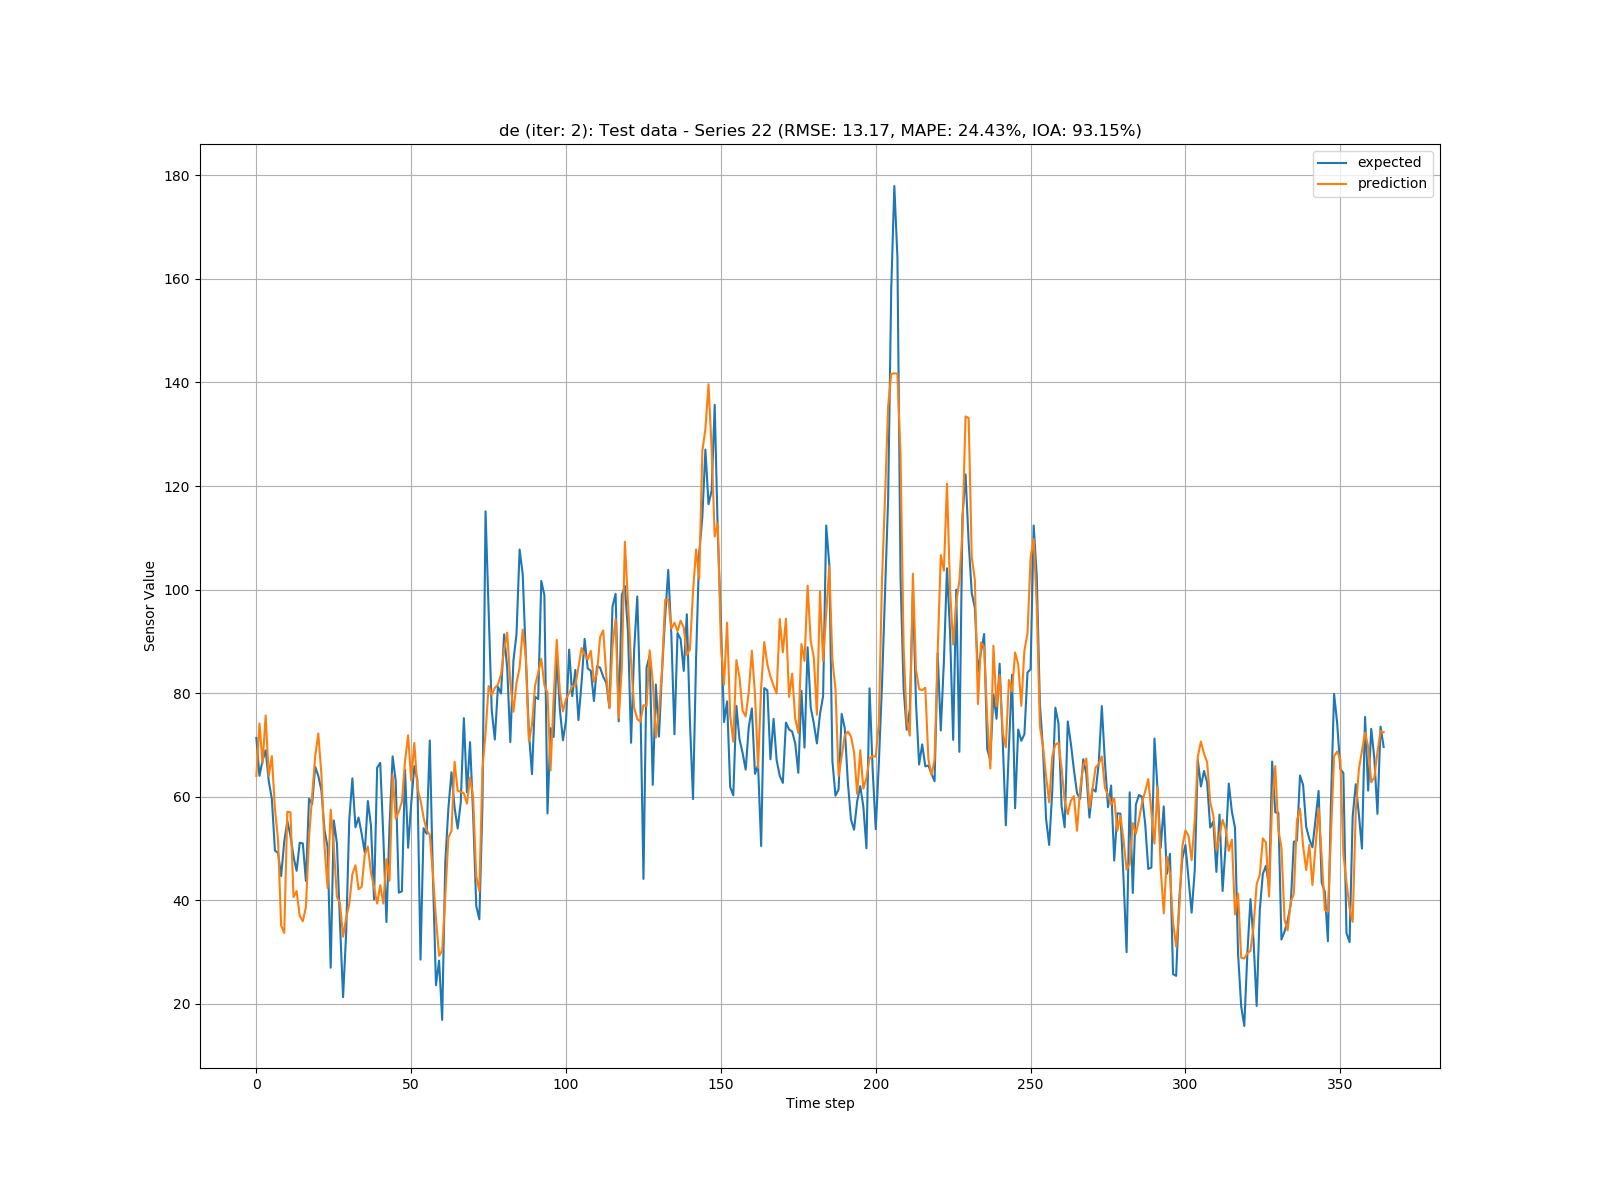 de (iter: 2): Test data - Series 22 (RMSE: 13.17, MAPE: 24.43%, IOA: 93.15%)
expected
prediction
180
160
140
120
100
80
60
40
20
Sensor Value
0 50 100 150 200 250 300 350
Time step